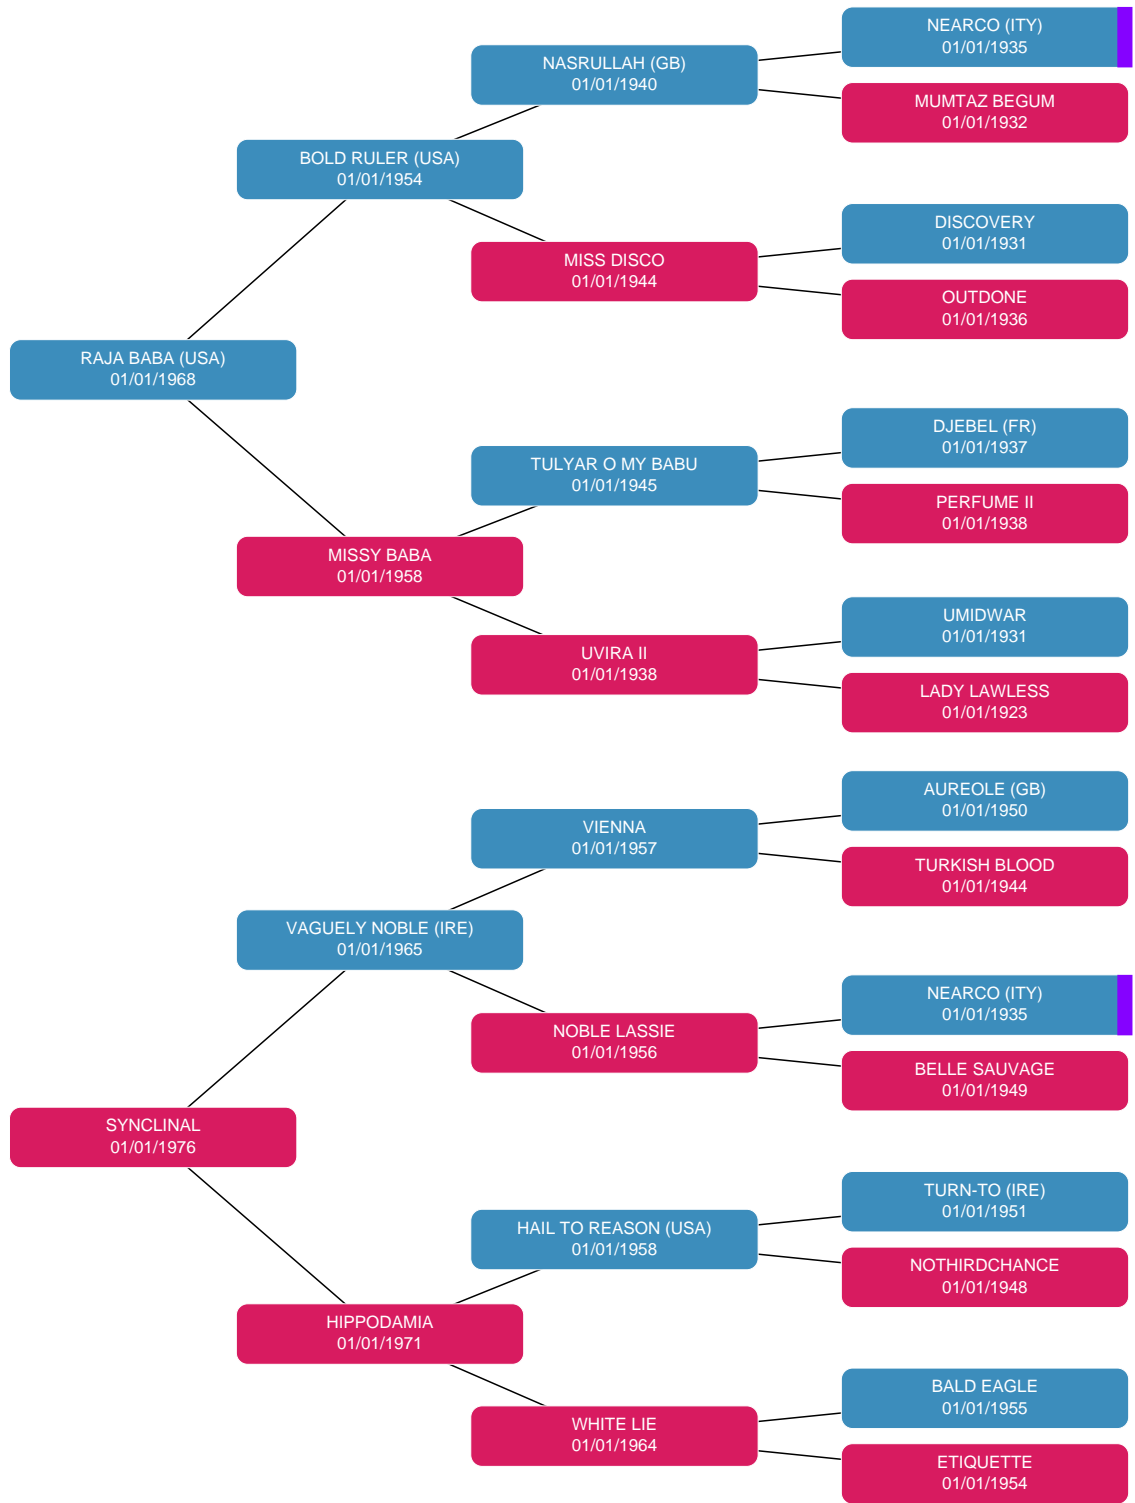 NEARCO (ITY)
01/01/1935
NASRULLAH (GB)
01/01/1940
MUMTAZ BEGUM
01/01/1932
BOLD RULER (USA)
01/01/1954
DISCOVERY
01/01/1931
MISS DISCO
01/01/1944
OUTDONE
01/01/1936
RAJA BABA (USA)
01/01/1968
DJEBEL (FR)
01/01/1937
TULYAR O MY BABU
01/01/1945
PERFUME II
01/01/1938
MISSY BABA
01/01/1958
UMIDWAR
01/01/1931
UVIRA II
01/01/1938
LADY LAWLESS
01/01/1923
AUREOLE (GB)
01/01/1950
VIENNA
01/01/1957
TURKISH BLOOD
01/01/1944
VAGUELY NOBLE (IRE)
01/01/1965
NEARCO (ITY)
01/01/1935
NOBLE LASSIE
01/01/1956
BELLE SAUVAGE
01/01/1949
SYNCLINAL
01/01/1976
TURN-TO (IRE)
01/01/1951
HAIL TO REASON (USA)
01/01/1958
NOTHIRDCHANCE
01/01/1948
HIPPODAMIA
01/01/1971
BALD EAGLE
01/01/1955
WHITE LIE
01/01/1964
ETIQUETTE
01/01/1954